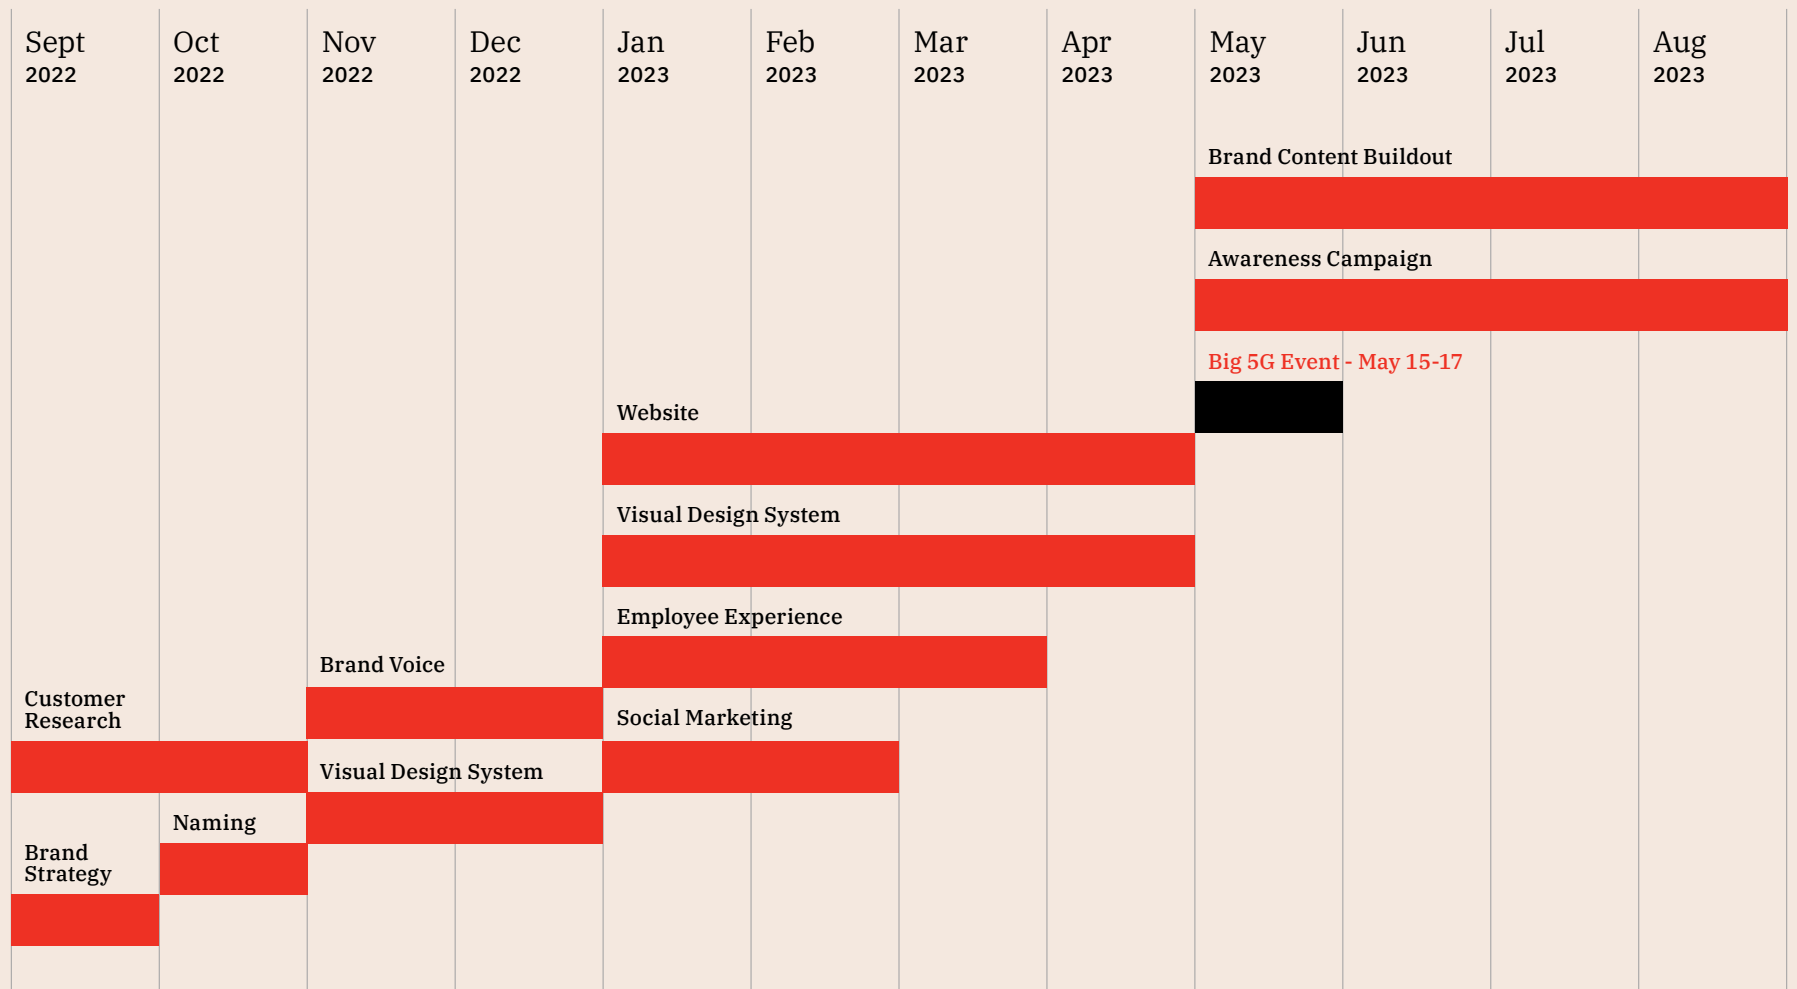 Sept
2022
Oct
2022
Nov
2022
Dec
2022
Jan
2023
Feb
2023
Mar
2023
Apr
2023
May
2023
Jun
2023
Jul
2023
Aug
2023
Brand Content Buildout
Awareness Campaign
Big 5G Event - May 15-17
Website
Visual Design System
Employee Experience
Brand Voice
Customer
Research
Social Marketing
Visual Design System
Naming
Brand
Strategy